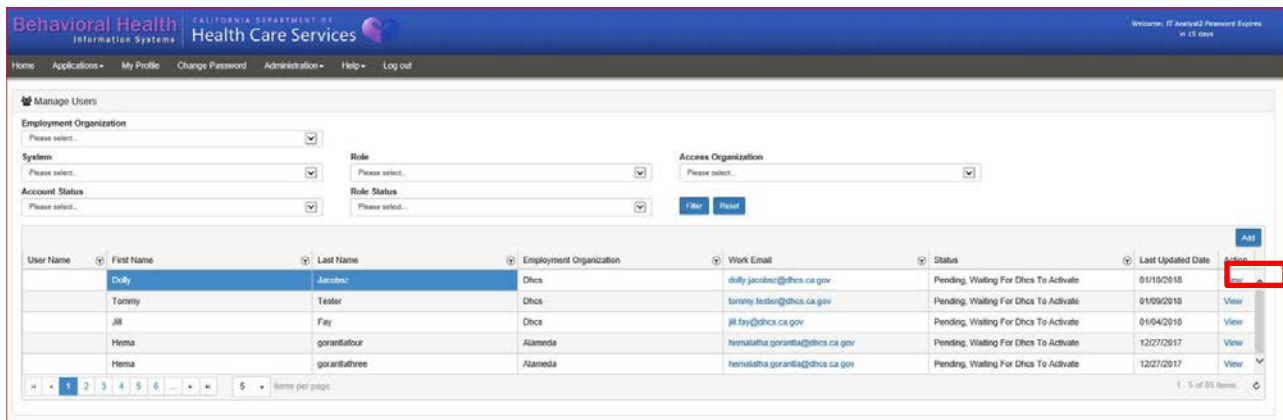 Behavioral Health CALIFORNIA DEPARTMENT OF
Information Systems Health Care Services
Welcome: IT Analyst2 Password Expires
in 15 days
Home Applications My Profile Change Password Administration Help Log out
Manage Users
Employment Organization
Please select...
System Role Access Organization
Please select... Please select... Please select...
Account Status Role Status
Please select... Please select... Filter Reset
Add
User Name First Name Last Name Employment Organization Work Email Status Last Updated Date Action
Dolly Jacobsz Dhcs dolly.jacobsz@dhcs.ca.gov Pending, Waiting For Dhcs To Activate 01/10/2018 View
Tommy Tester Dhcs tommy.tester@dhcs.ca.gov Pending, Waiting For Dhcs To Activate 01/09/2018 View
Jill Fay Dhcs jill.fay@dhcs.ca.gov Pending, Waiting For Dhcs To Activate 01/04/2018 View
Hema gorantlafour Alameda hemalatha.gorantla@dhcs.ca.gov Pending, Waiting For Dhcs To Activate 12/27/2017 View
Hema gorantlathree Alameda hemalatha.gorantla@dhcs.ca.gov Pending, Waiting For Dhcs To Activate 12/27/2017 View
1 2 3 4 5 6 ... 5 items per page 1 - 5 of 85 items